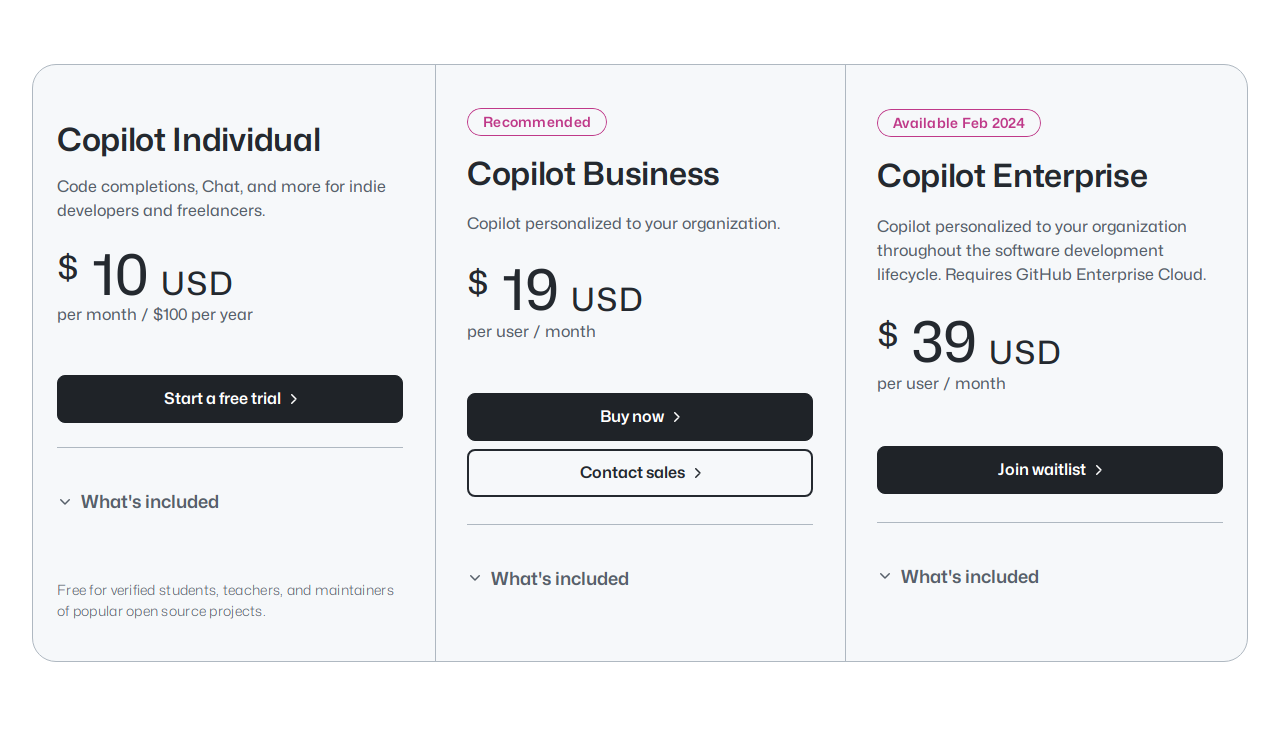 Copilot Individual
Code completions, Chat, and more for indie
developers and freelancers.
$ 10 USD
per month / $100 per year
Start a free trial
What's included
Free for verified students, teachers, and maintainers
of popular open source projects.
Recommended
Copilot Business
Copilot personalized to your organization.
$ 19 USD
per user / month
Buy now
Contact sales
What's included
Available Feb 2024
Copilot Enterprise
Copilot personalized to your organization
throughout the software development
lifecycle. Requires GitHub Enterprise Cloud.
$ 39 USD
per user / month
Join waitlist
What's included